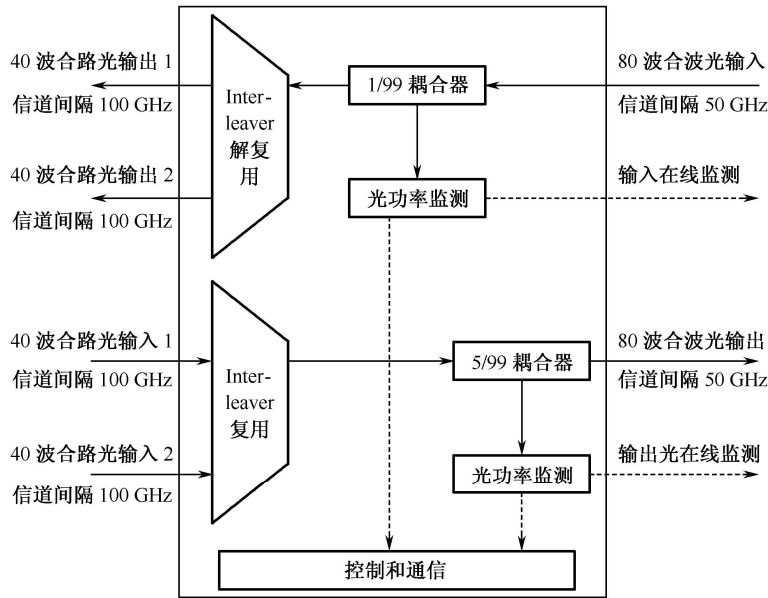 40 波合路光输出 1
信道间隔 100 GHz
40 波合路光输出 2
信道间隔 100 GHz
Inter-
leaver
解复
用
1/99 耦合器
光功率监测
80 波合波光输入
信道间隔 50 GHz
输入在线监测
40 波合路光输入 1
信道间隔 100 GHz
40 波合路光输入 2
信道间隔 100 GHz
Inter-
leaver
复用
5/99 耦合器
光功率监测
80 波合波光输出
信道间隔 50 GHz
输出光在线监测
控制和通信